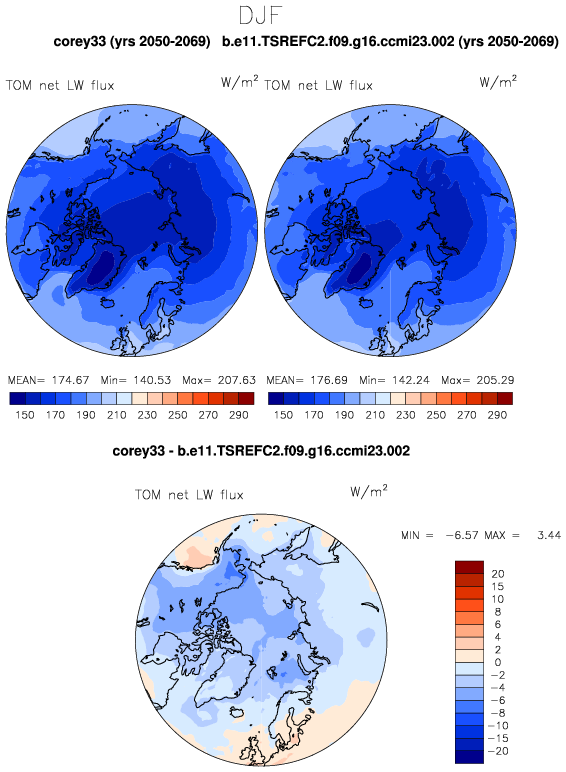 DJF
corey33 (yrs 2050-2069) b.e11.TSREFC2.f09.g16.ccmi23.002 (yrs 2050-2069)
TOM net LW flux W/m² TOM net LW flux W/m²
MEAN= 174.67 Min= 140.53 Max= 207.63 MEAN= 176.69 Min= 142.24 Max= 205.29
150 170 190 210 230 250 270 290 150 170 190 210 230 250 270 290
corey33 - b.e11.TSREFC2.f09.g16.ccmi23.002
TOM net LW flux W/m²
MIN = -6.57 MAX = 3.44
20
15
10
8
6
4
2
0
-2
-4
-6
-8
-10
-15
-20